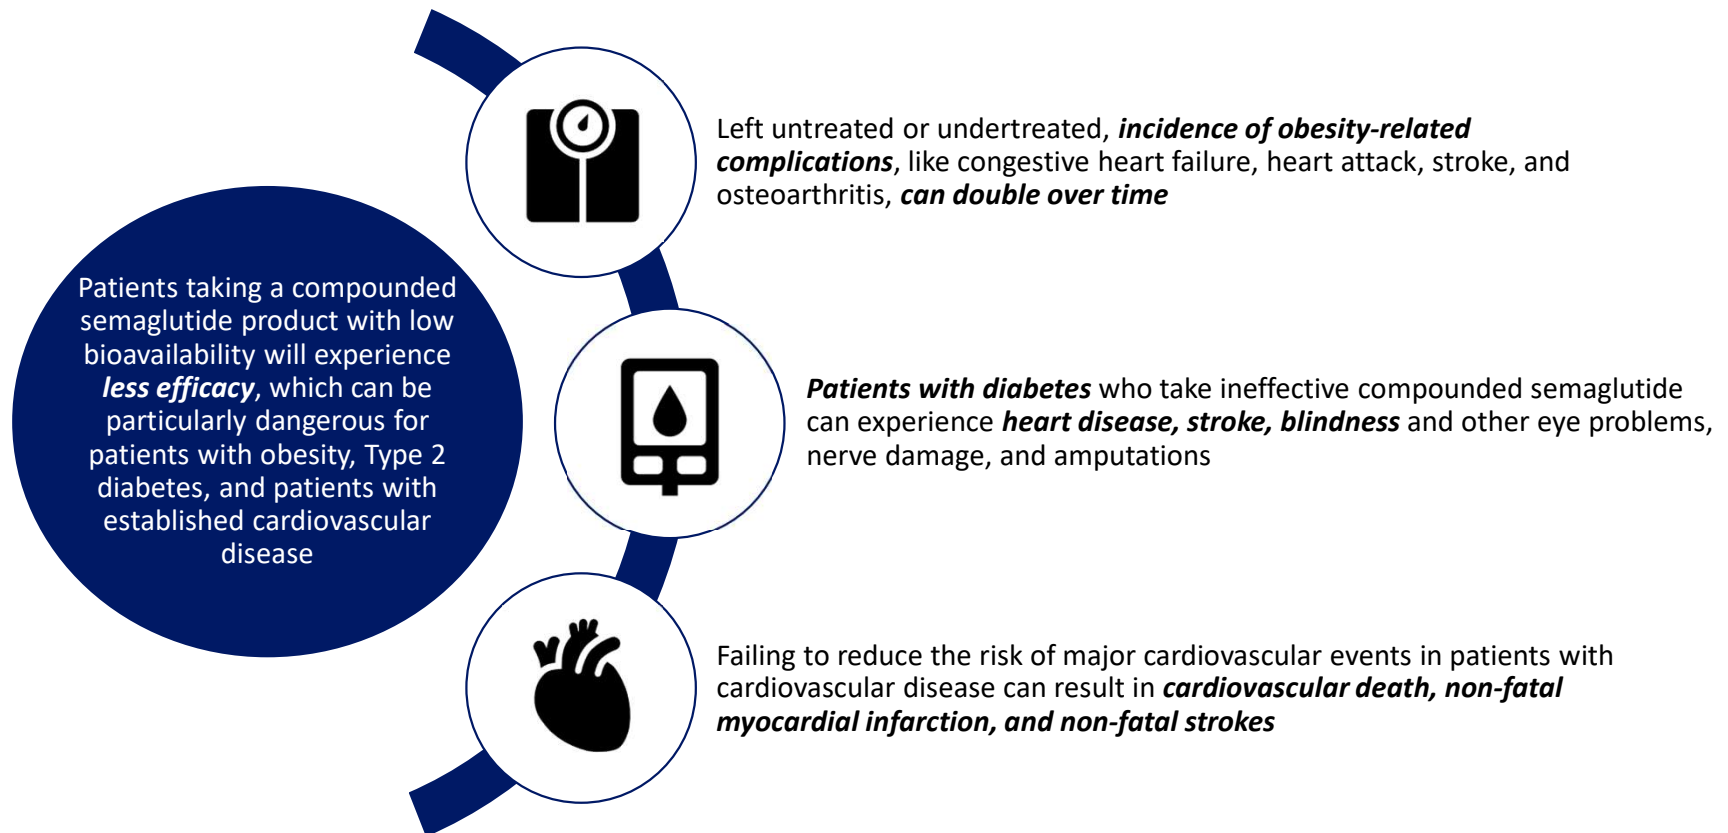 Patients taking a compounded
semaglutide product with low
bioavailability will experience
less efficacy, which can be
particularly dangerous for
patients with obesity, Type 2
diabetes, and patients with
established cardiovascular
disease
Left untreated or undertreated, incidence of obesity-related
complications, like congestive heart failure, heart attack, stroke, and
osteoarthritis, can double over time
Patients with diabetes who take ineffective compounded semaglutide
can experience heart disease, stroke, blindness and other eye problems,
nerve damage, and amputations
Failing to reduce the risk of major cardiovascular events in patients with
cardiovascular disease can result in cardiovascular death, non-fatal
myocardial infarction, and non-fatal strokes